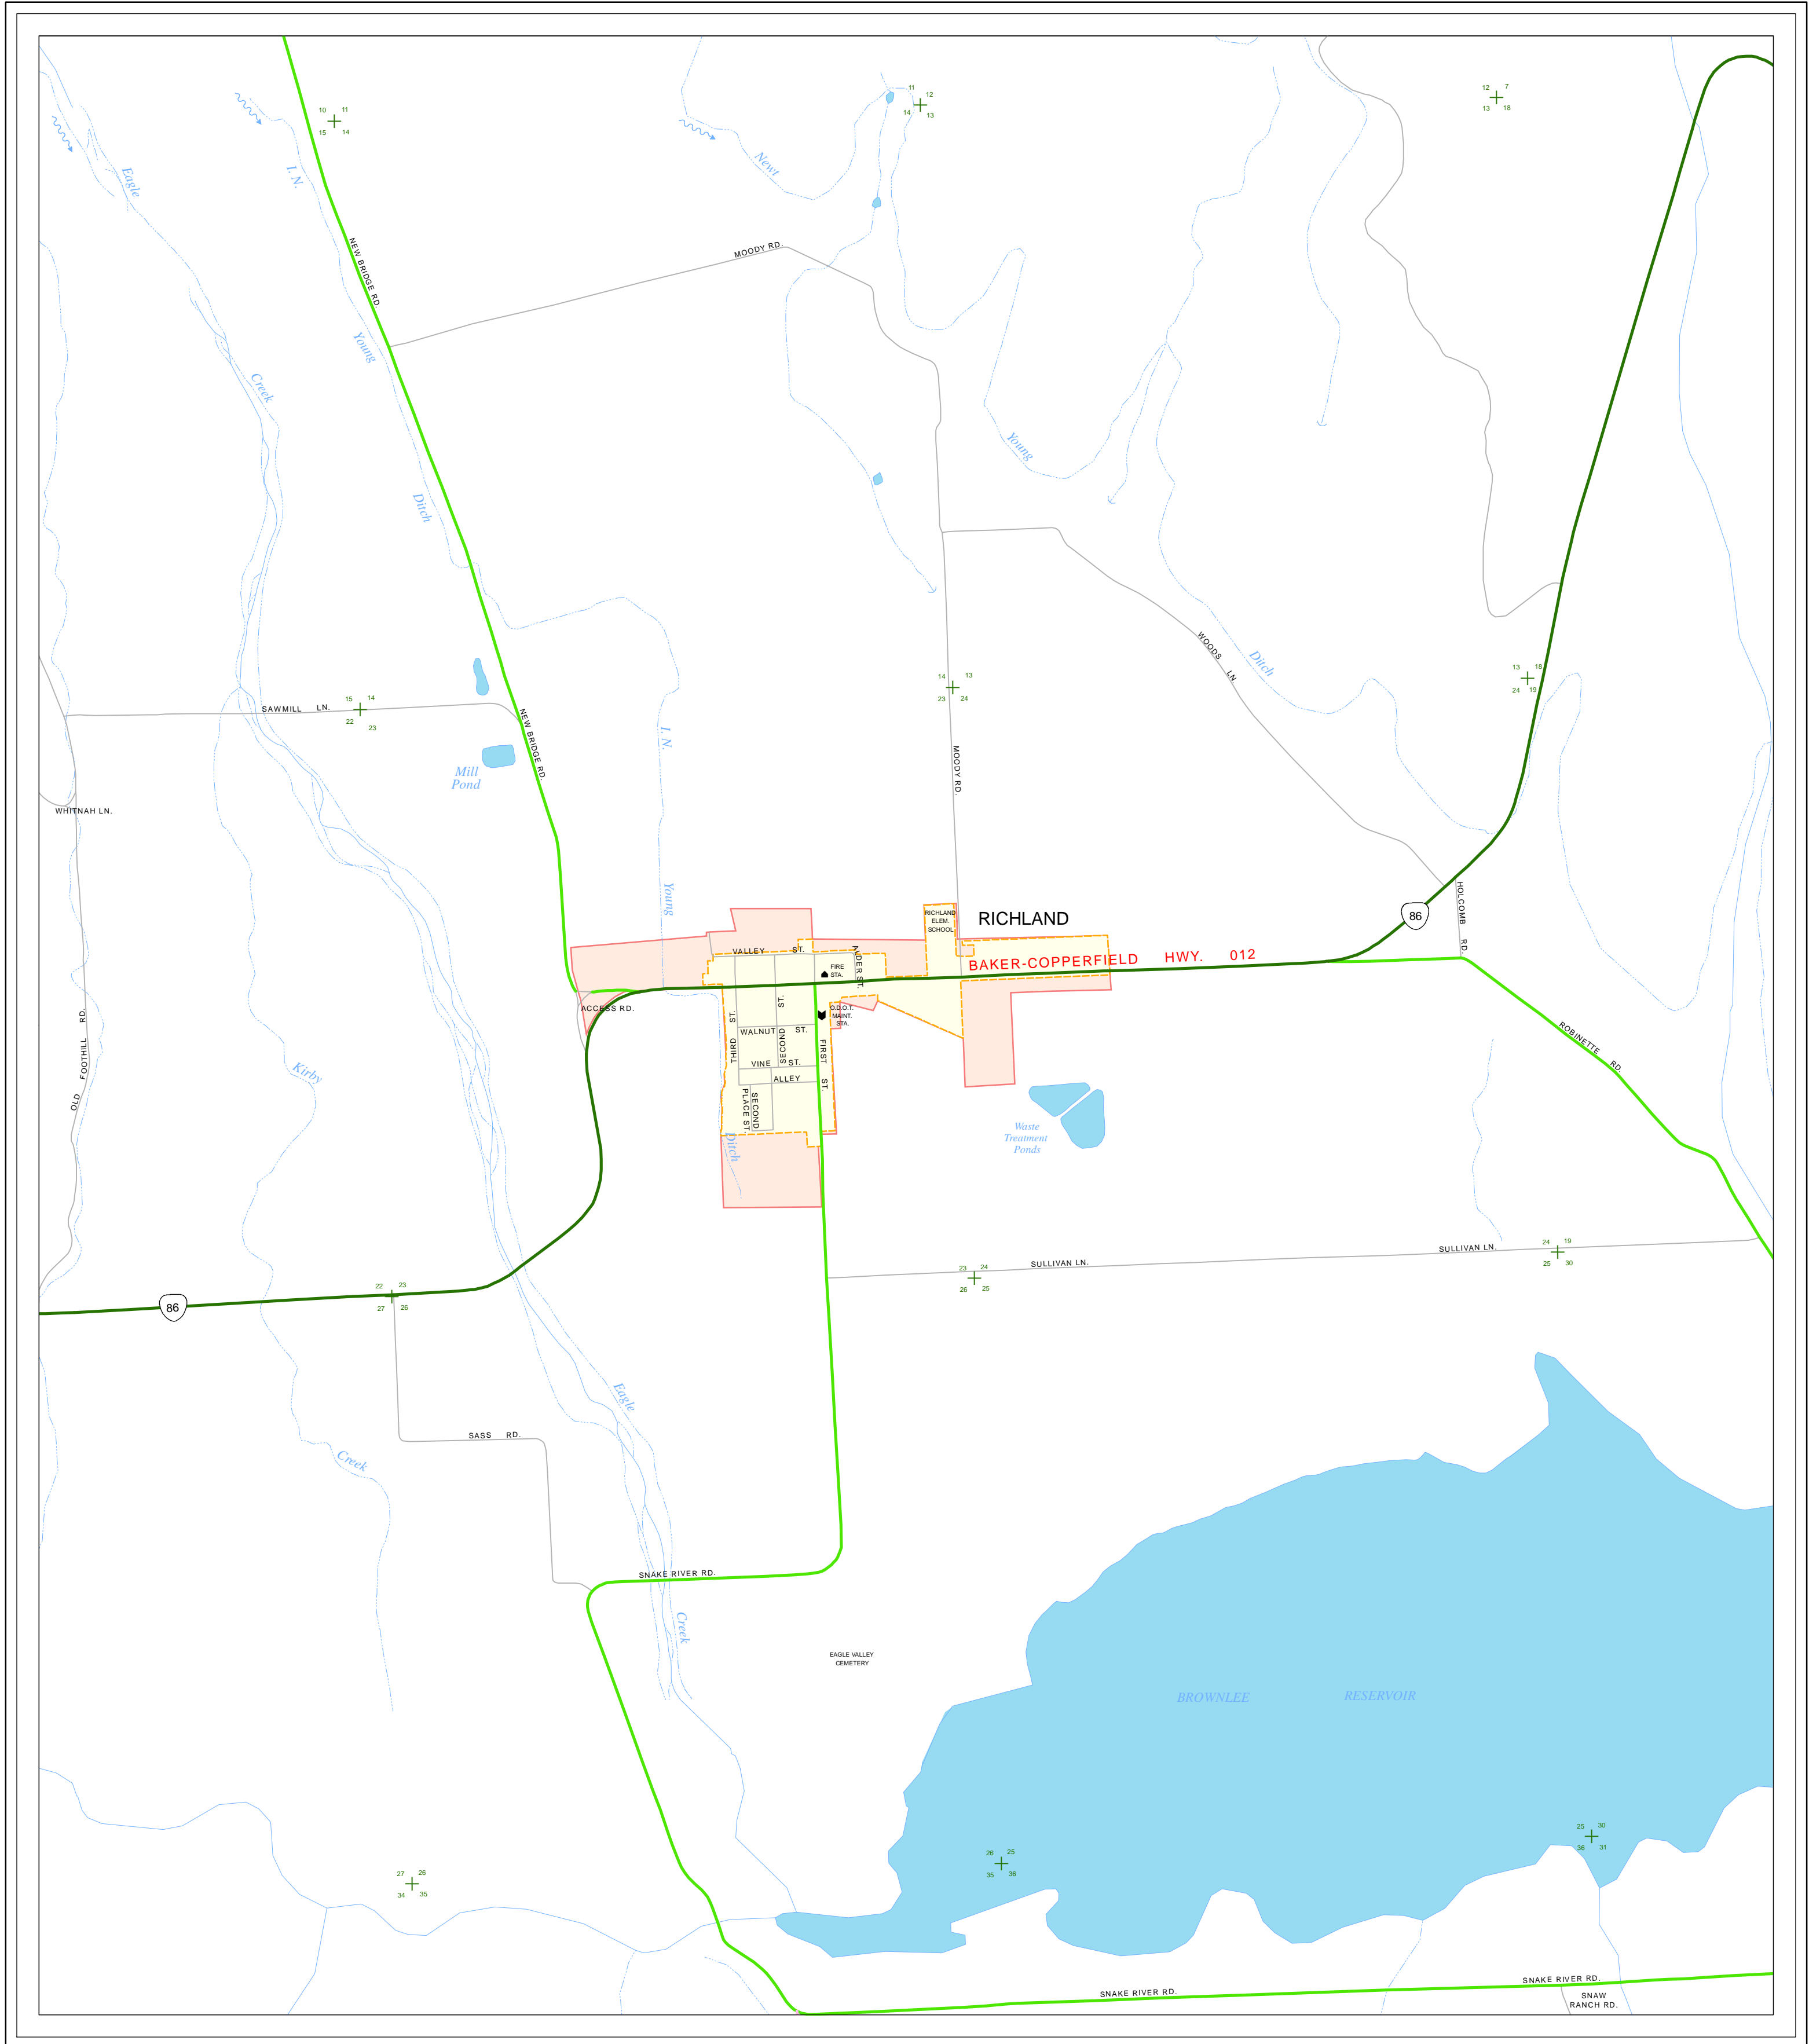 11
12
14
13
12
7
13
18
10
11
15
14
Eagle
I. N.
Newt
NEW BRIDGE RD.
MOODY RD.
Young
Creek
Young
Ditch
WOODS LN.
Ditch
13
18
24
19
14
13
23
24
15
14
22
23
SAWMILL LN.
NEW BRIDGE RD.
I. N.
MOODY RD.
Mill
Pond
WHITNAH LN.
Young
RICHLAND
ELEM.
SCHOOL
RICHLAND
86
HOLCOMB RD.
VALLEY ST.
ALDER ST.
BAKER-COPPERFIELD HWY. 012
FIRE
STA.
ACCESS RD.
O.D.O.T.
MAINT.
STA.
THIRD ST.
SECOND ST.
WALNUT ST.
FIRST ST.
VINE ST.
ALLEY
SECOND
PLACE ST.
ROBINETTE RD.
OLD FOOTHILL RD.
Kirby
Ditch
Waste
Treatment
Ponds
SULLIVAN LN.
SULLIVAN LN.
24
19
25
30
23
24
26
25
22
23
27
26
86
Eagle
SASS RD.
Creek
SNAKE RIVER RD.
Creek
EAGLE VALLEY
CEMETERY
BROWNLEE RESERVOIR
25
30
36
31
26
25
35
36
27
26
34
35
SNAKE RIVER RD.
SNAKE RIVER RD.
SNAW
RANCH RD.